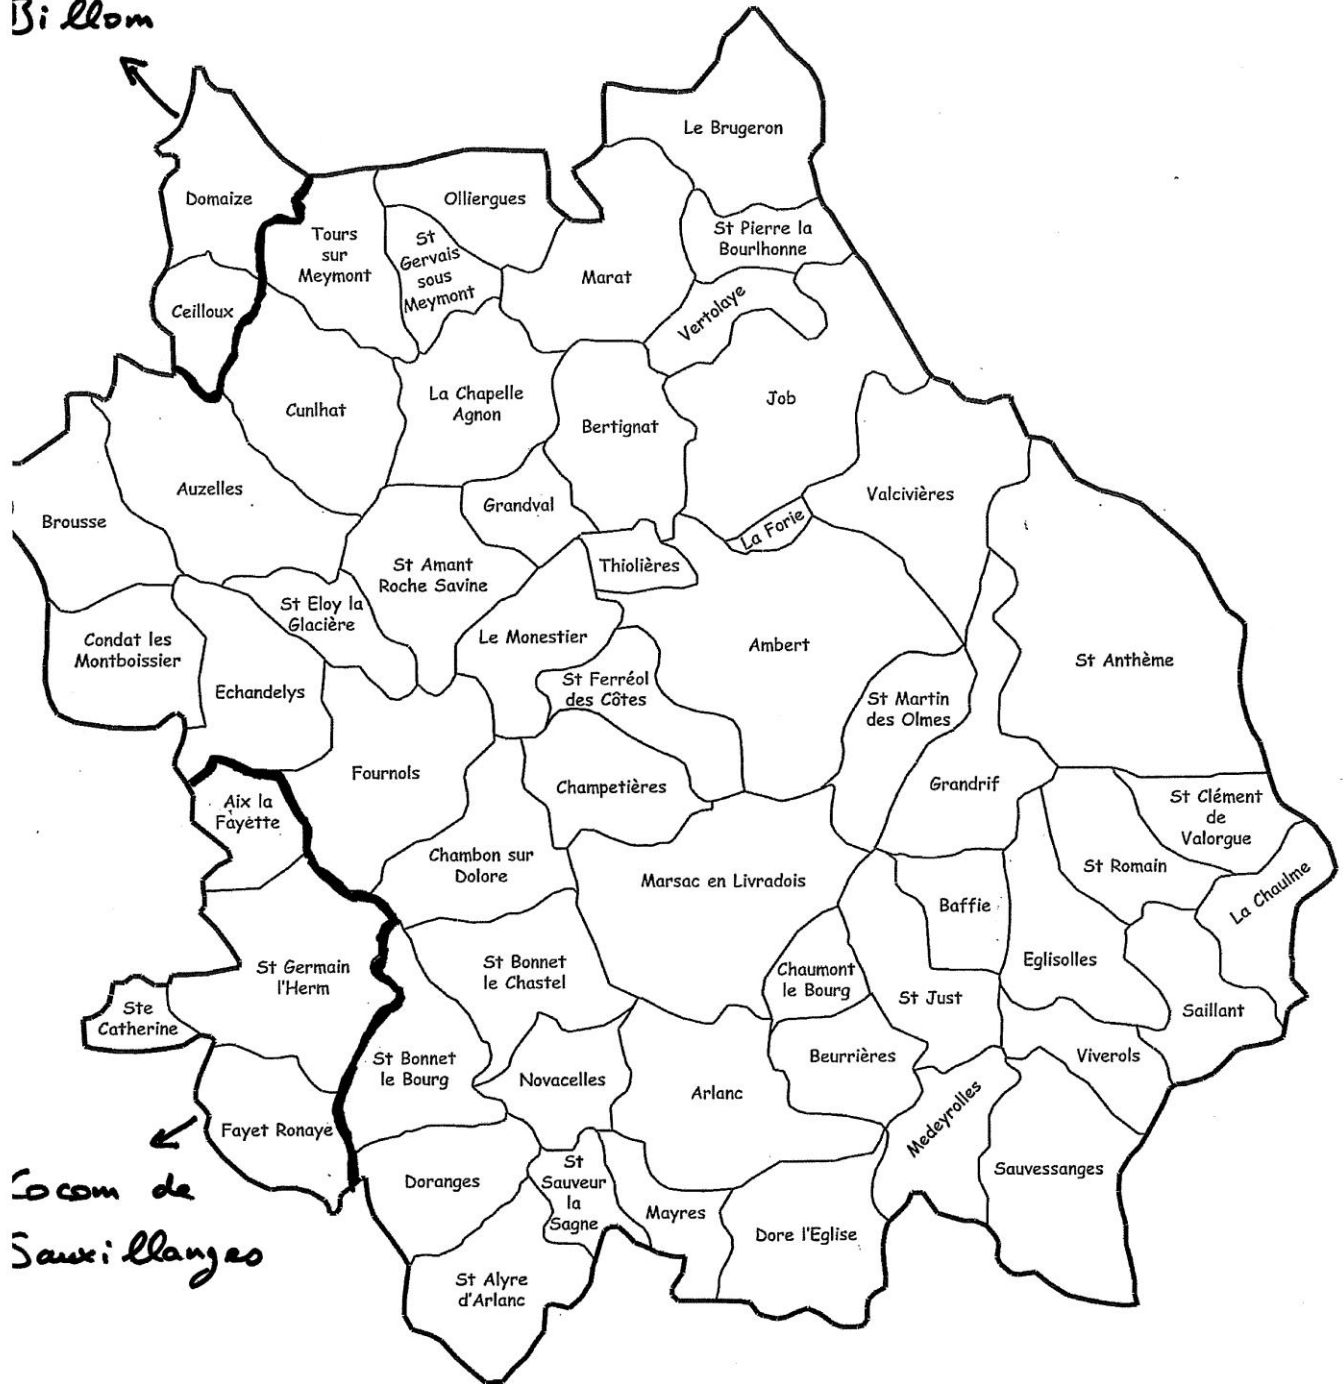 Billom
Le Brugeron
Domaize
Olliergues
Tours
sur
Meymont
St
Gervais
sous
Meymont
St Pierre la
Bourlhonne
Marat
Ceilloux
Vertolaye
Cunlhat
La Chapelle
Agnon
Bertignat
Job
Auzelles
Grandval
Valcivières
Brousse
La Forie
St Amant
Roche Savine
Thiolières
St Eloy la
Glacière
Le Monestier
Condat les
Montboissier
Ambert
St Anthème
Echandelys
St Ferréol
des Côtes
St Martin
des Olmes
Fournols
Champetières
Grandrif
Aix la
Fayette
St Clément
de
Valorgue
Chambon sur
Dolore
Marsac en Livradois
St Romain
La Chaulme
Baffie
St Germain
l'Herm
St Bonnet
le Chastel
Chaumont
le Bourg
Eglisolles
St Just
Saillant
Ste
Catherine
St Bonnet
le Bourg
Novacelles
Beurrières
Viverols
Arlanc
Medeyrolles
Fayet Ronaye
Sauvessanges
Cocom de
Sauxillanges
Doranges
St
Sauveur
la
Sagne
Mayres
Dore l'Eglise
St Alyre
d'Arlanc